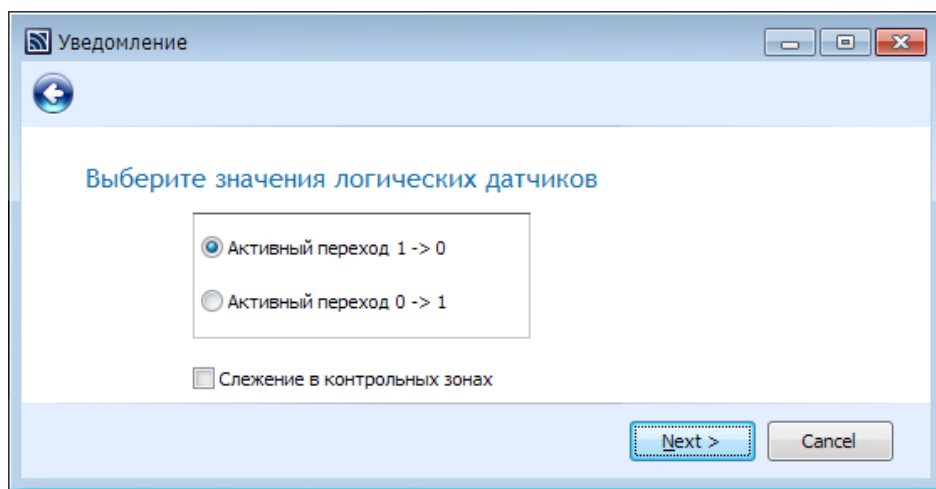 Уведомление
Выберите значения логических датчиков
Активный переход 1 -> 0
Активный переход 0 -> 1
Слежение в контрольных зонах
Next >
Cancel